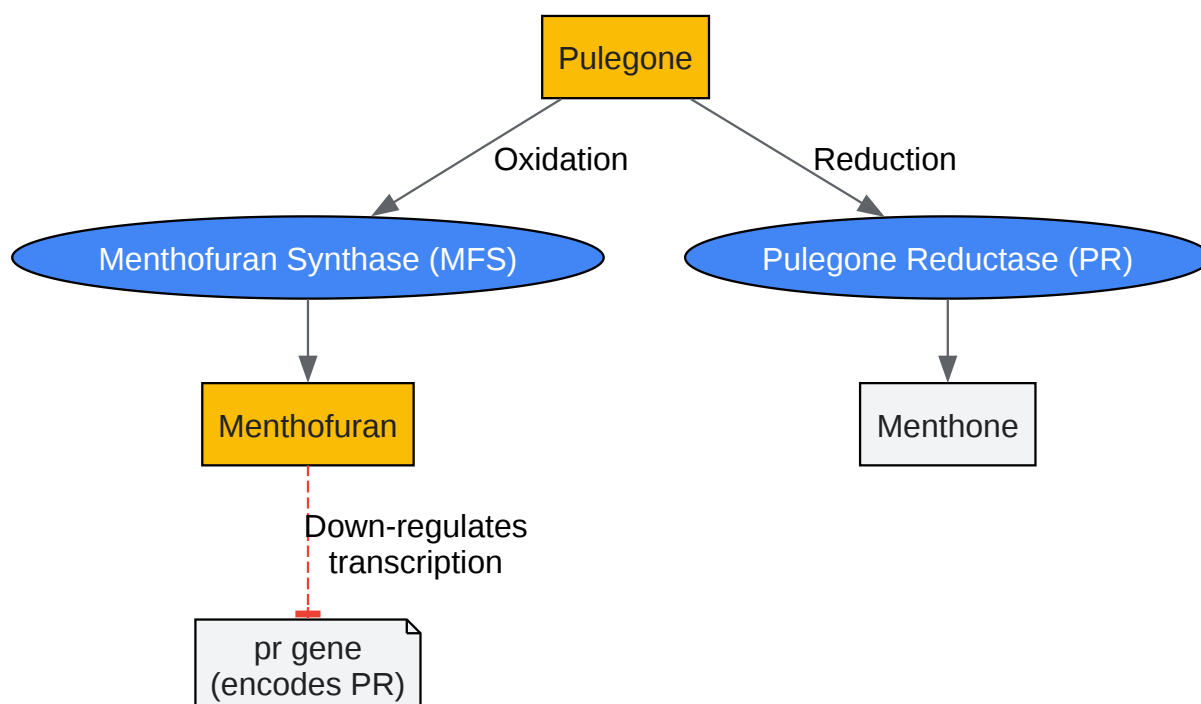 Pulegone
Oxidation
Reduction
Menthofuran Synthase (MFS)
Pulegone Reductase (PR)
Menthofuran
Menthone
Down-regulates
transcription
pr gene
(encodes PR)